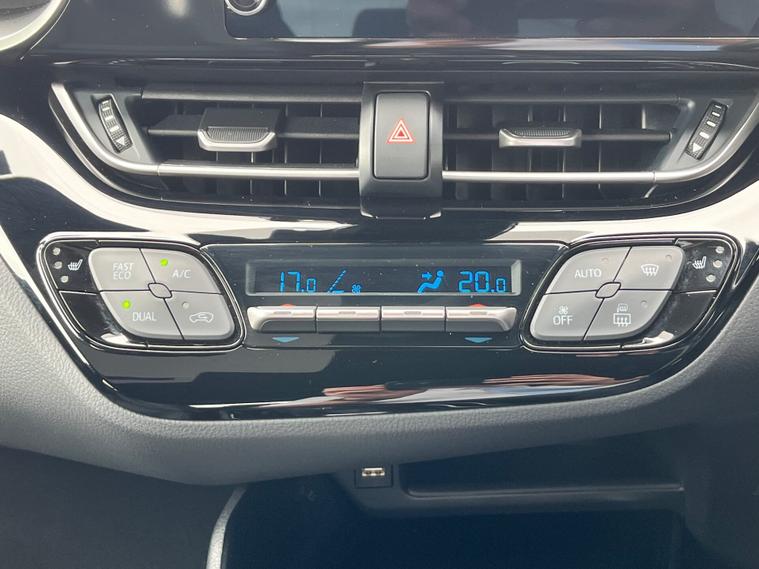 FAST
ECO
A/C
DUAL
17.0
20.0
AUTO
OFF